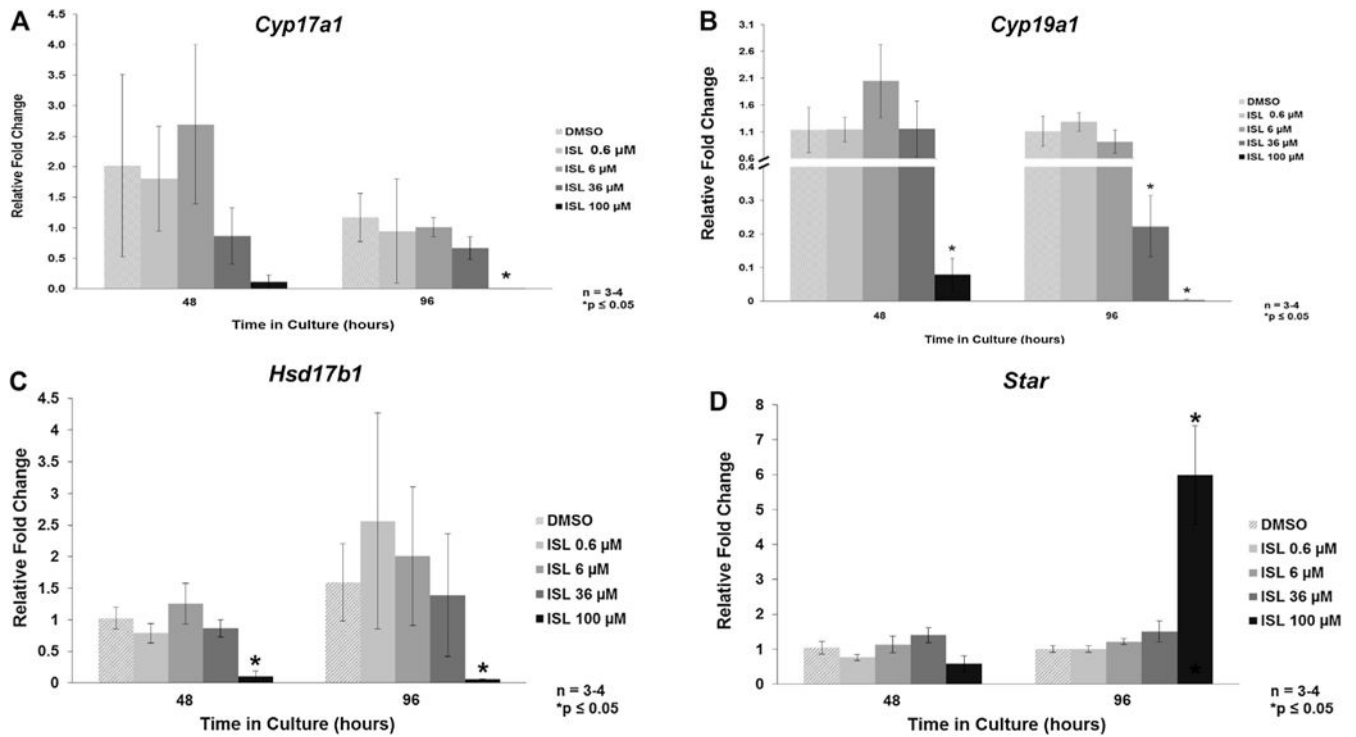 A
Cyp17a1
Relative Fold Change
4.5
4.0
3.5
3.0
2.5
2.0
1.5
1.0
0.5
0.0
*
48
96
Time in Culture (hours)
DMSO
ISL 0.6 µM
ISL 6 µM
ISL 36 µM
ISL 100 µM
n = 3-4
*p ≤ 0.05
B
Cyp19a1
Relative Fold Change
3.1
2.6
2.1
1.6
1.1
0.6
0.4
0.3
0.2
0.1
0
*
*
*
48
96
Time in Culture (hours)
DMSO
ISL 0.6 µM
ISL 6 µM
ISL 36 µM
ISL 100 µM
n = 3-4
*p ≤ 0.05
C
Hsd17b1
Relative Fold Change
4.5
4
3.5
3
2.5
2
1.5
1
0.5
0
*
*
48
96
Time in Culture (hours)
DMSO
ISL 0.6 µM
ISL 6 µM
ISL 36 µM
ISL 100 µM
n = 3-4
*p ≤ 0.05
D
Star
Relative Fold Change
8
7
6
5
4
3
2
1
0
*
*
48
96
Time in Culture (hours)
DMSO
ISL 0.6 µM
ISL 6 µM
ISL 36 µM
ISL 100 µM
n = 3-4
*p ≤ 0.05